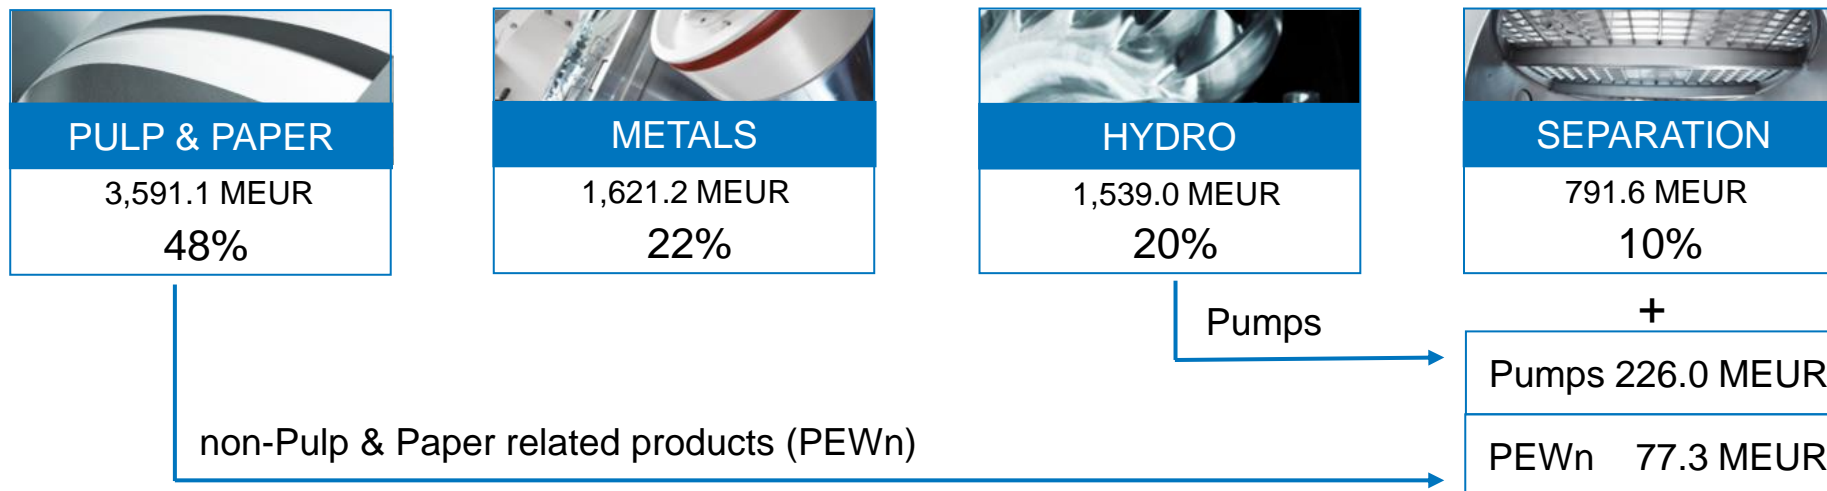 PULP & PAPER
3,591.1 MEUR
48%
METALS
1,621.2 MEUR
22%
HYDRO
1,539.0 MEUR
20%
SEPARATION
791.6 MEUR
10%
+
Pumps
Pumps 226.0 MEUR
non-Pulp & Paper related products (PEWn)
PEWn 77.3 MEUR